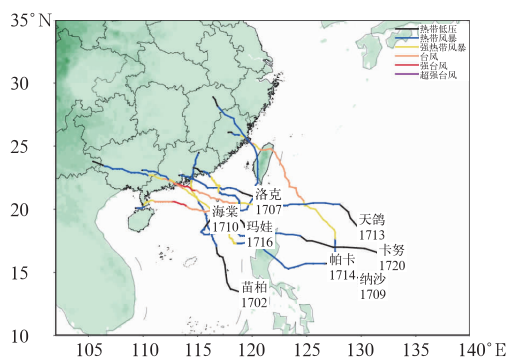 35°N
30
25
20
15
10
105
110
115
120
125
130
135
140°E
热带低压
热带风暴
强热带风暴
台风
强台风
超强台风
洛克
1707
海棠
1710
玛娃
1716
天鸽
1713
卡努
1720
帕卡
1714
纳沙
1709
苗柏
1702